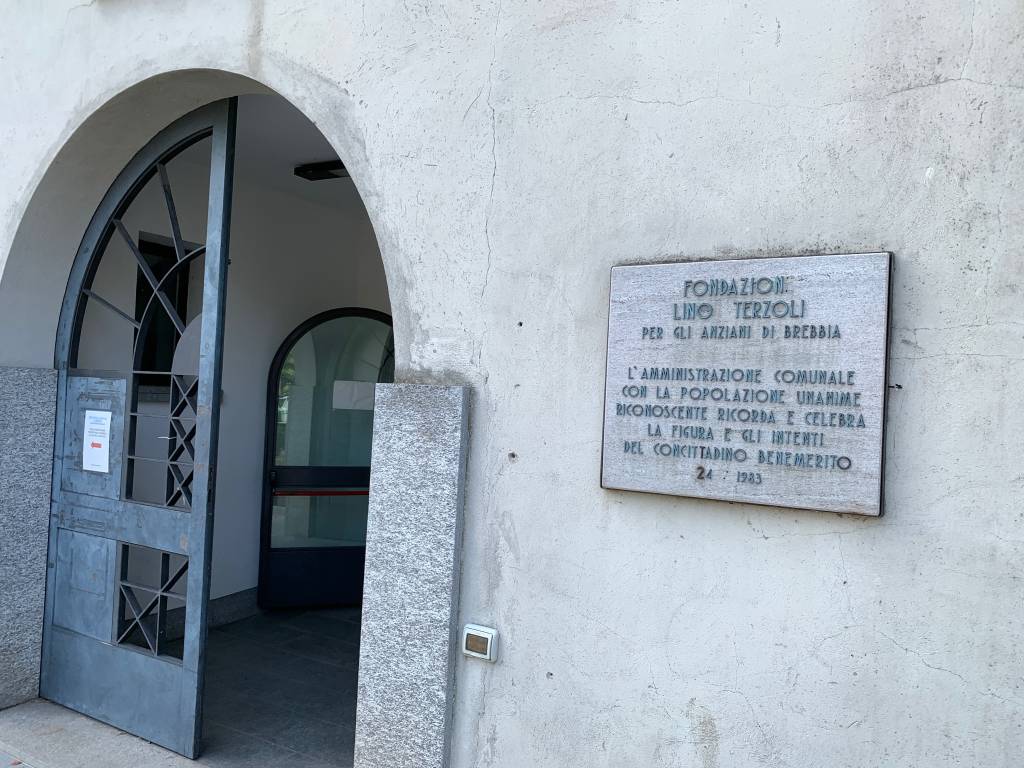 FONDAZION
LINO TERZOLI
PER GLI ANZIANI DI BREBBIA
L'AMMINISTRAZIONE COMUNALE
CON LA POPOLAZIONE UNANIME
RICONOSCENTE RICORDA E CELEBRA
LA FIGURA E GLI INTENTI
DEL CONCITTADINO BENEMERITO
24 . 1983